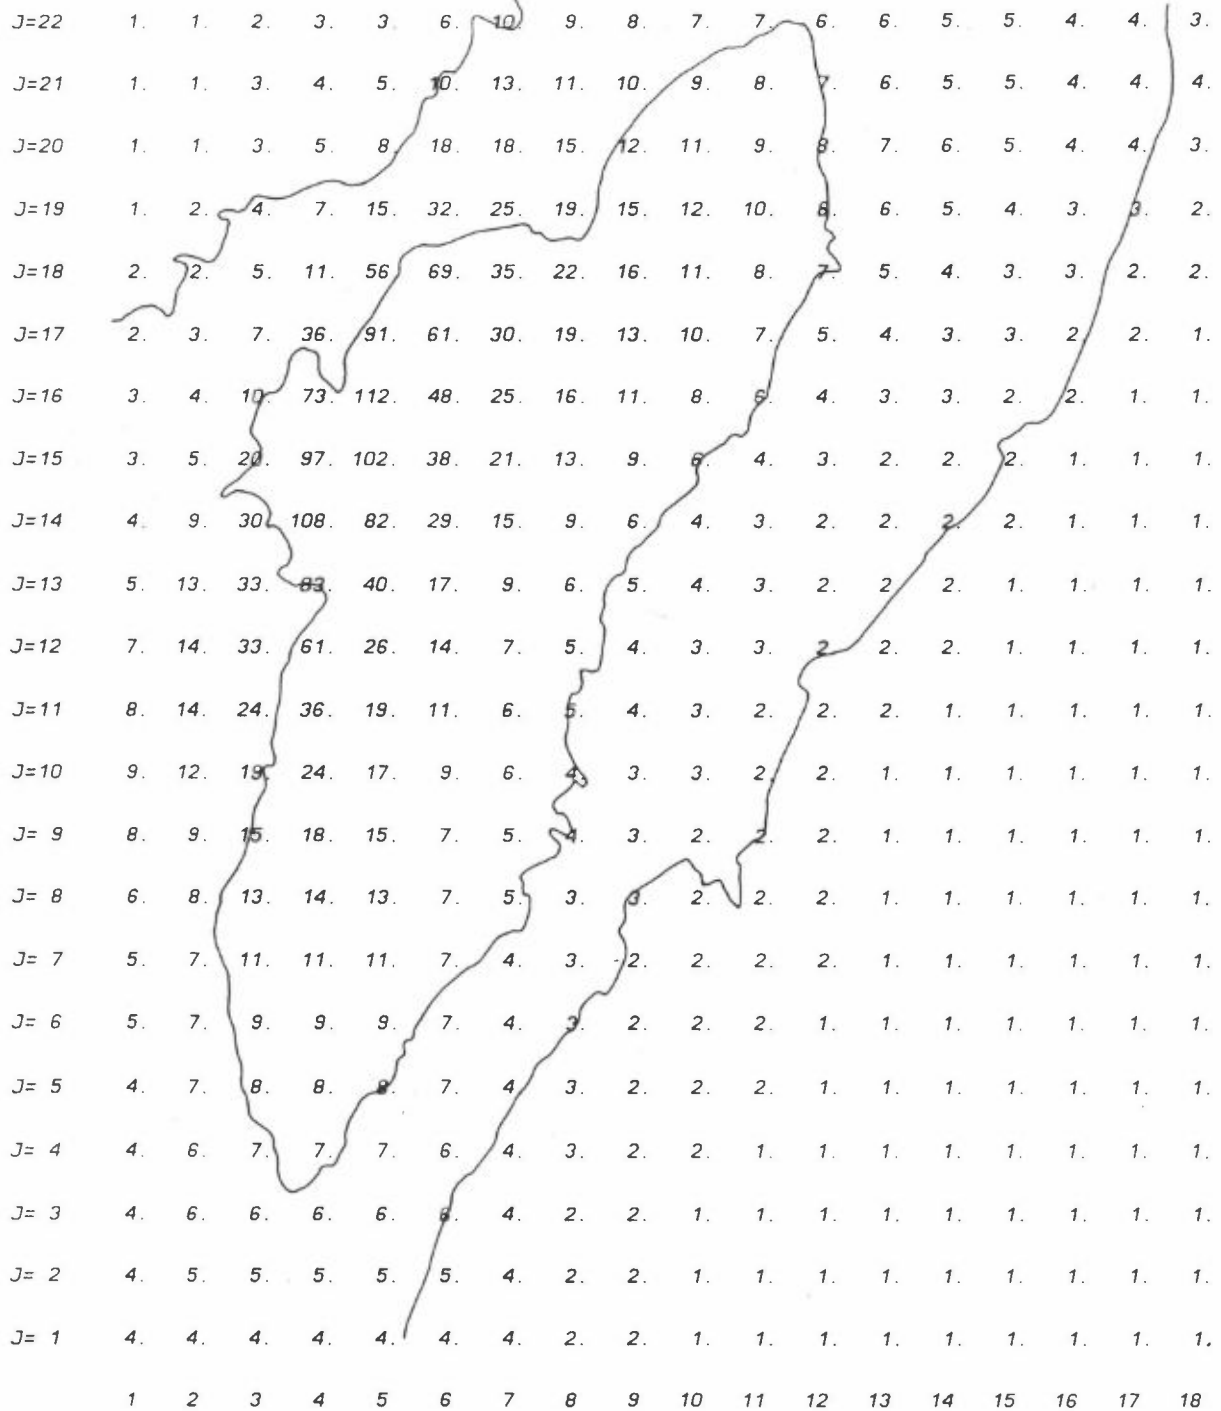 J=22 1. 1. 2. 3. 3. 6. 10. 9. 8. 7. 7. 6. 6. 5. 5. 4. 4. 3.
J=21 1. 1. 3. 4. 5. 10. 13. 11. 10. 9. 8. 7. 6. 5. 5. 4. 4. 4.
J=20 1. 1. 3. 5. 8. 18. 18. 15. 12. 11. 9. 8. 7. 6. 5. 4. 4. 3.
J=19 1. 2. 4. 7. 15. 32. 25. 19. 15. 12. 10. 8. 6. 5. 4. 3. 3. 2.
J=18 2. 2. 5. 11. 56. 69. 35. 22. 16. 11. 8. 7. 5. 4. 3. 3. 2. 2.
J=17 2. 3. 7. 36. 91. 61. 30. 19. 13. 10. 7. 5. 4. 3. 3. 2. 2. 1.
J=16 3. 4. 10. 73. 112. 48. 25. 16. 11. 8. 6. 4. 3. 3. 2. 2. 1. 1.
J=15 3. 5. 20. 97. 102. 38. 21. 13. 9. 6. 4. 3. 2. 2. 2. 1. 1. 1.
J=14 4. 9. 30. 108. 82. 29. 15. 9. 6. 4. 3. 2. 2. 2. 2. 1. 1. 1.
J=13 5. 13. 33. 83. 40. 17. 9. 6. 5. 4. 3. 2. 2. 2. 1. 1. 1. 1.
J=12 7. 14. 33. 61. 26. 14. 7. 5. 4. 3. 3. 2. 2. 2. 1. 1. 1. 1.
J=11 8. 14. 24. 36. 19. 11. 6. 5. 4. 3. 2. 2. 2. 1. 1. 1. 1. 1.
J=10 9. 12. 19. 24. 17. 9. 6. 4. 3. 3. 2. 2. 1. 1. 1. 1. 1. 1.
J= 9 8. 9. 15. 18. 15. 7. 5. 4. 3. 2. 2. 2. 1. 1. 1. 1. 1. 1.
J= 8 6. 8. 13. 14. 13. 7. 5. 3. 3. 2. 2. 2. 1. 1. 1. 1. 1. 1.
J= 7 5. 7. 11. 11. 11. 7. 4. 3. 2. 2. 2. 2. 1. 1. 1. 1. 1. 1.
J= 6 5. 7. 9. 9. 9. 7. 4. 3. 2. 2. 2. 1. 1. 1. 1. 1. 1. 1.
J= 5 4. 7. 8. 8. 8. 7. 4. 3. 2. 2. 2. 1. 1. 1. 1. 1. 1. 1.
J= 4 4. 6. 7. 7. 7. 6. 4. 3. 2. 2. 1. 1. 1. 1. 1. 1. 1. 1.
J= 3 4. 6. 6. 6. 6. 6. 4. 2. 2. 1. 1. 1. 1. 1. 1. 1. 1. 1.
J= 2 4. 5. 5. 5. 5. 5. 4. 2. 2. 1. 1. 1. 1. 1. 1. 1. 1. 1.
J= 1 4. 4. 4. 4. 4. 4. 4. 2. 2. 1. 1. 1. 1. 1. 1. 1. 1. 1.
1 2 3 4 5 6 7 8 9 10 11 12 13 14 15 16 17 18